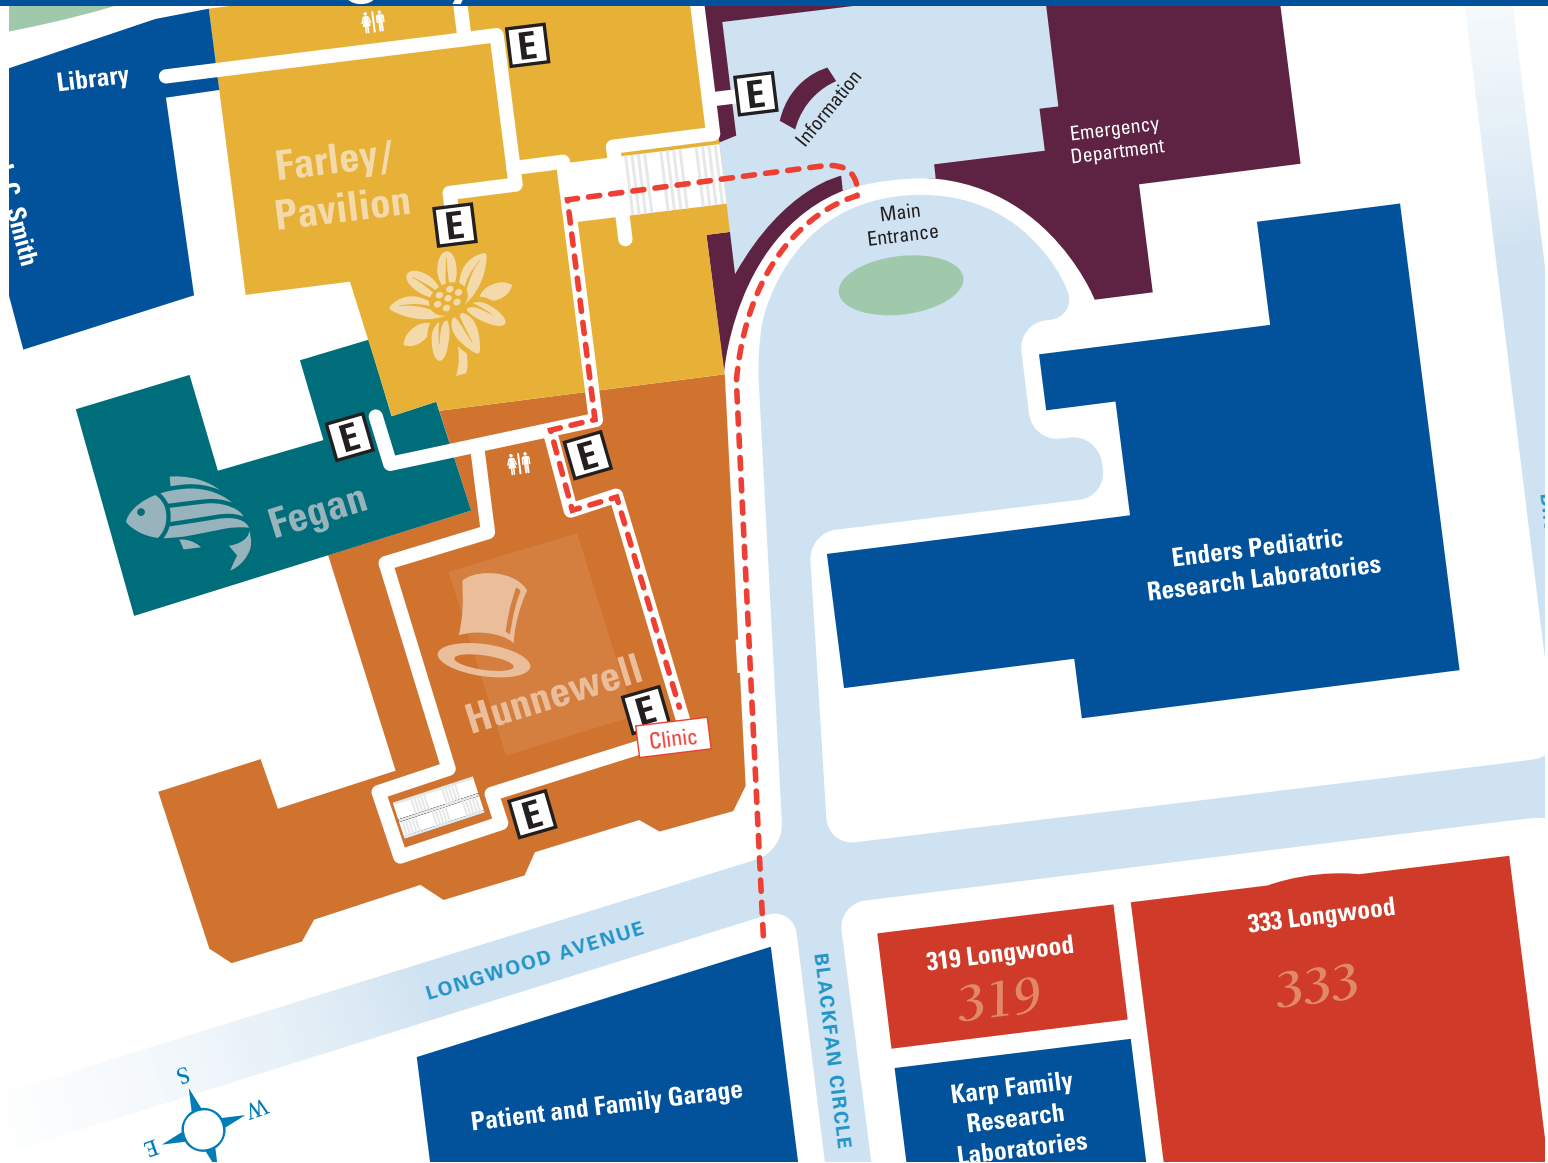 Library
E
E
Information
Emergency
Department
Farley/
Pavilion
Smith
E
Main
Entrance
E
E
Fegan
Enders Pediatric
Research Laboratories
Hunnewell
E
Clinic
E
LONGWOOD AVENUE
BLACKFAN CIRCLE
319 Longwood
319
333 Longwood
333
Patient and Family Garage
Karp Family
Research
Laboratories
S
W
E